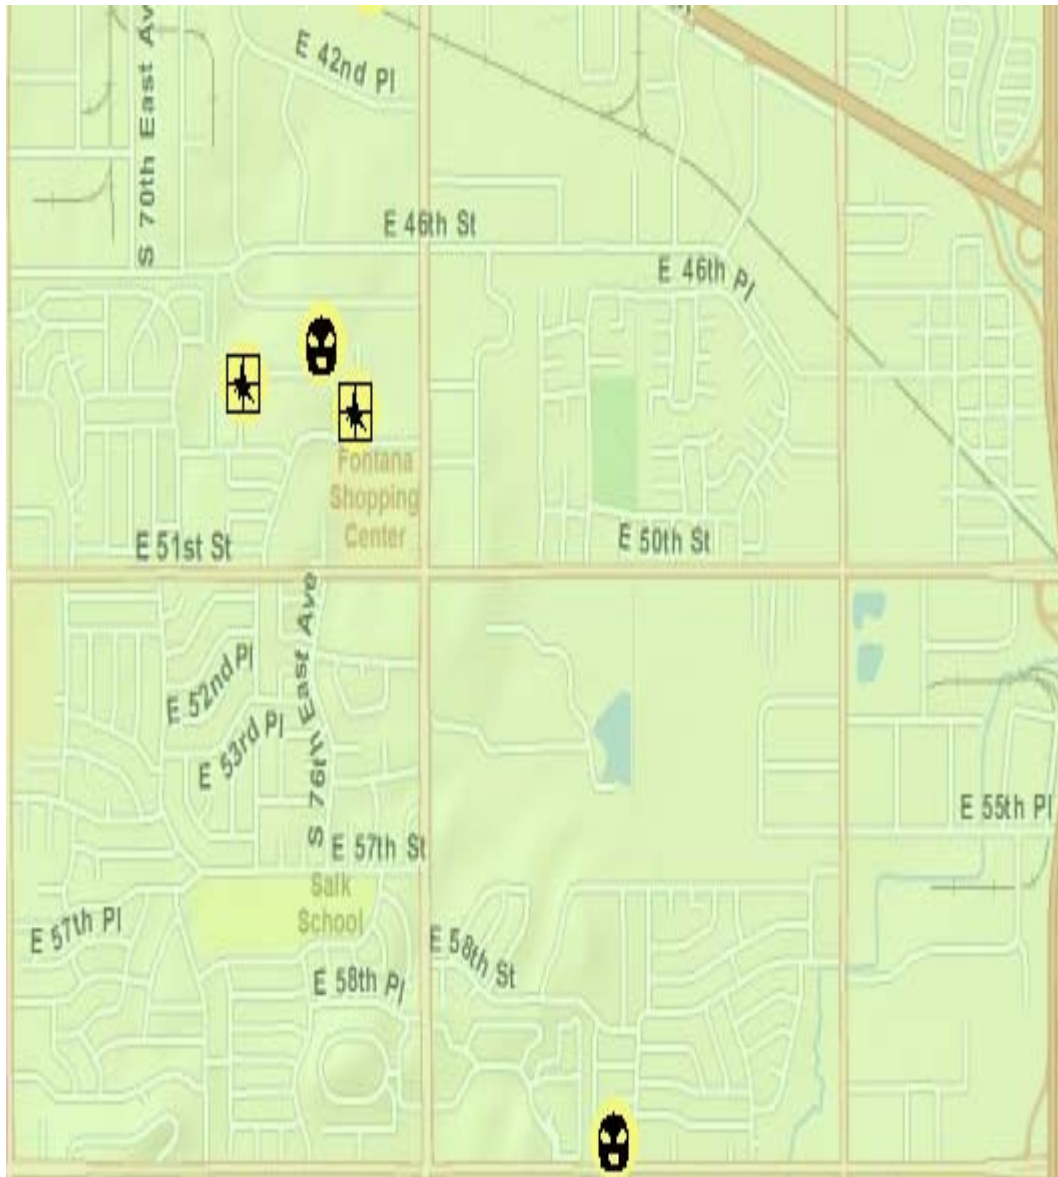 E 42nd Pl
S 70th East Av
E 46th St
E 46th Pl
Fontana
Shopping
Center
E 51st St
E 50th St
E 52nd Pl
E 53rd Pl
S 76th East Ave
E 55th Pl
E 57th St
Salk
School
E 57th Pl
E 58th St
E 58th Pl